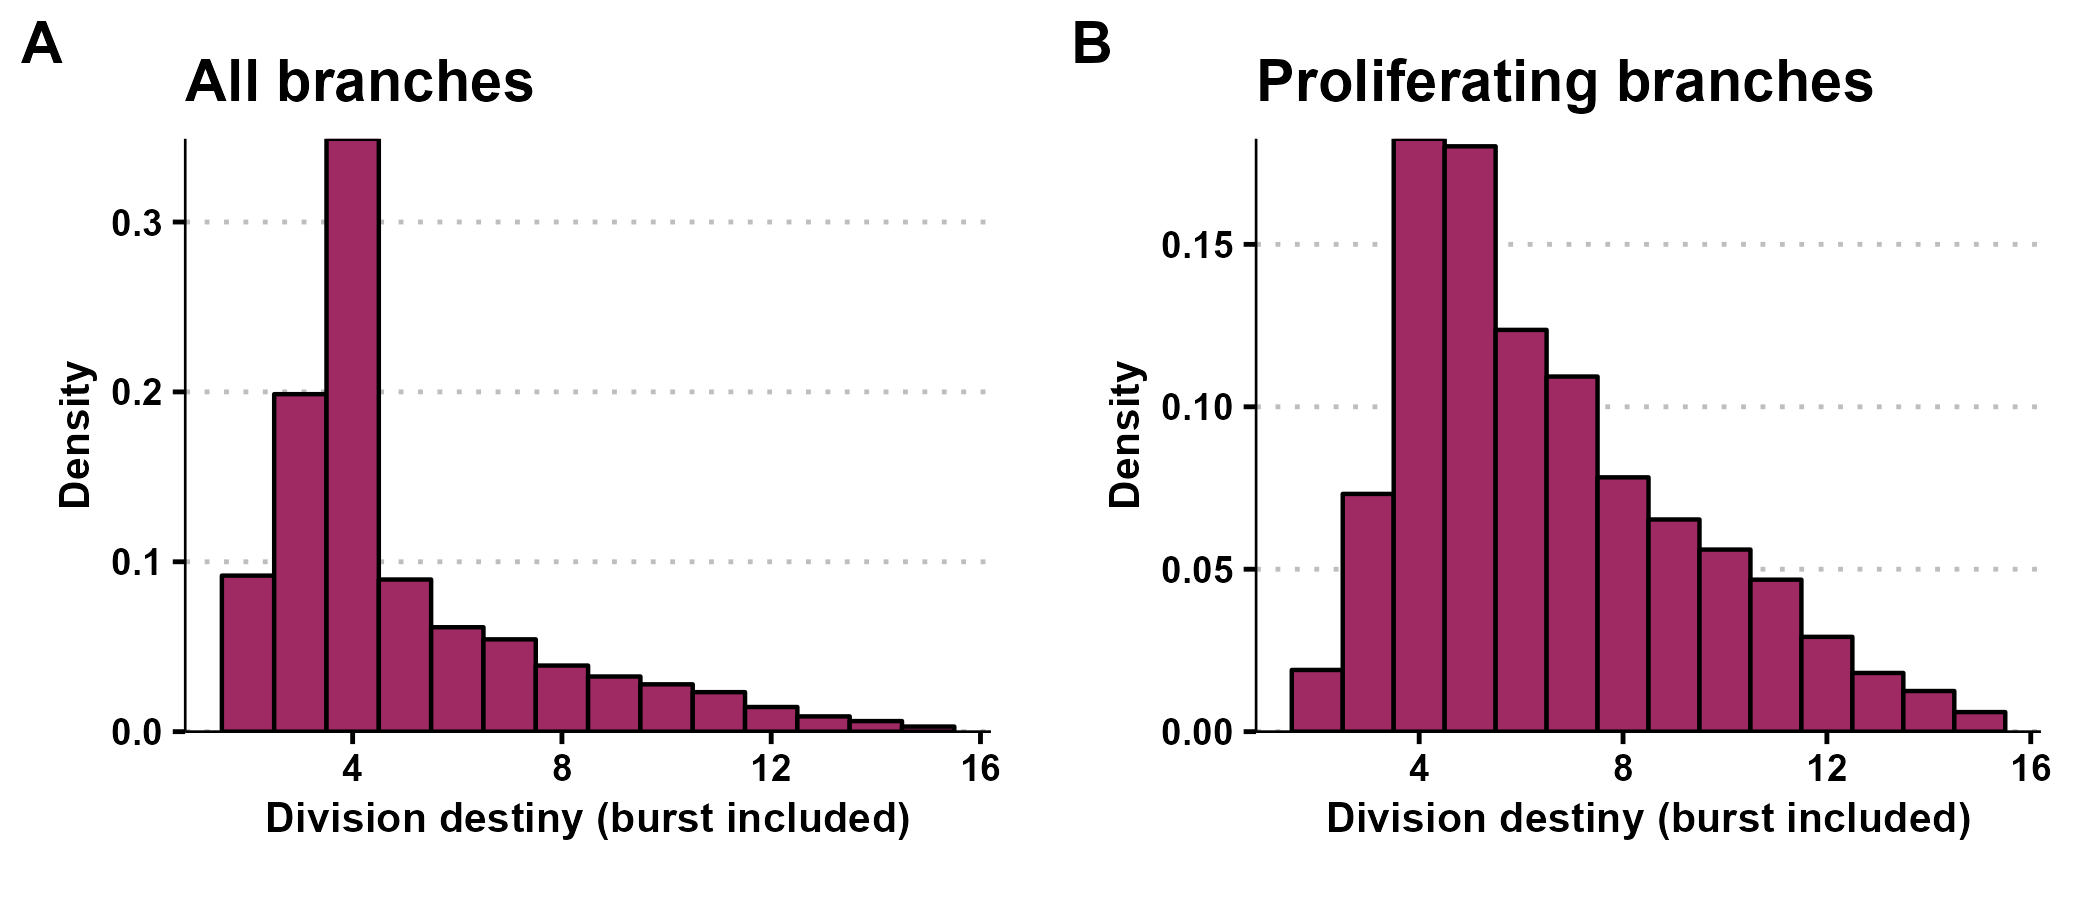 A
All branches
Density
0.3
0.2
0.1
0.0
4 8 12 16
Division destiny (burst included)
B
Proliferating branches
Density
0.15
0.10
0.05
0.00
4 8 12 16
Division destiny (burst included)